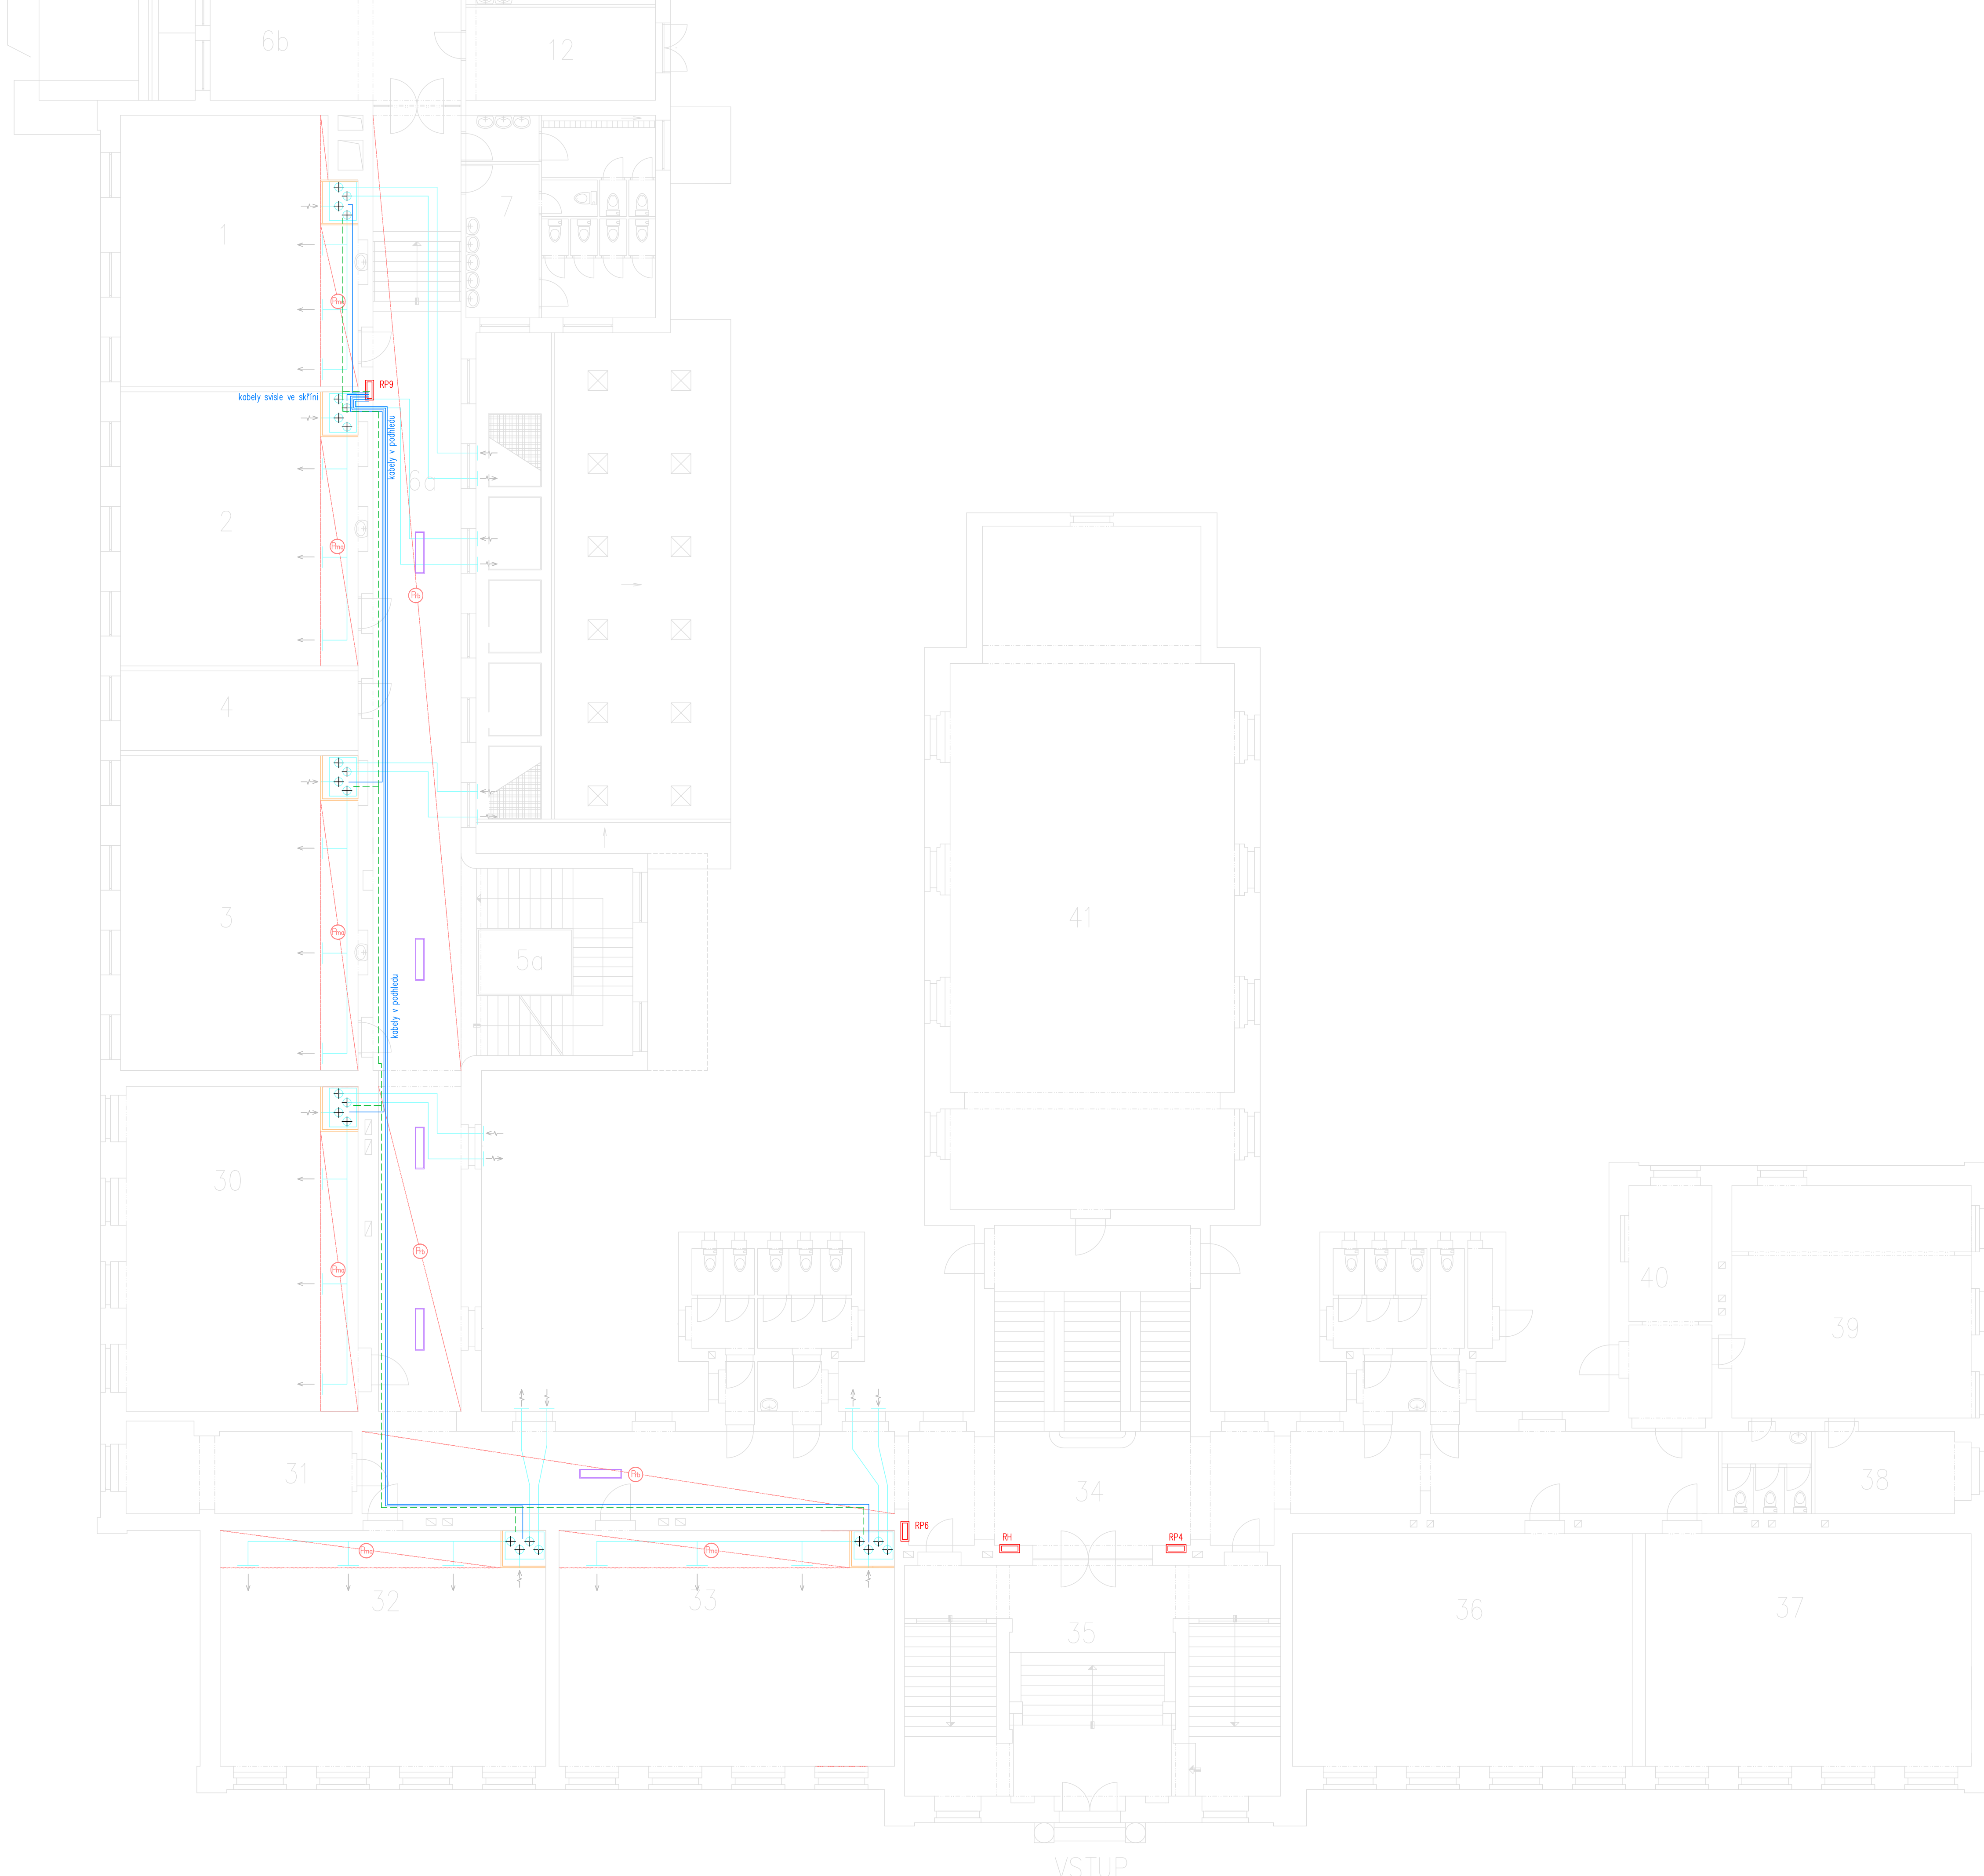 6b
12
7
1
RP9
kabely svisle ve skříni
kabely v podhledu
6a
2
4
3
5a
41
kabely v podhledu
30
40
39
31
34
38
RP6
RH
RP4
32
33
35
36
37
VSTUP